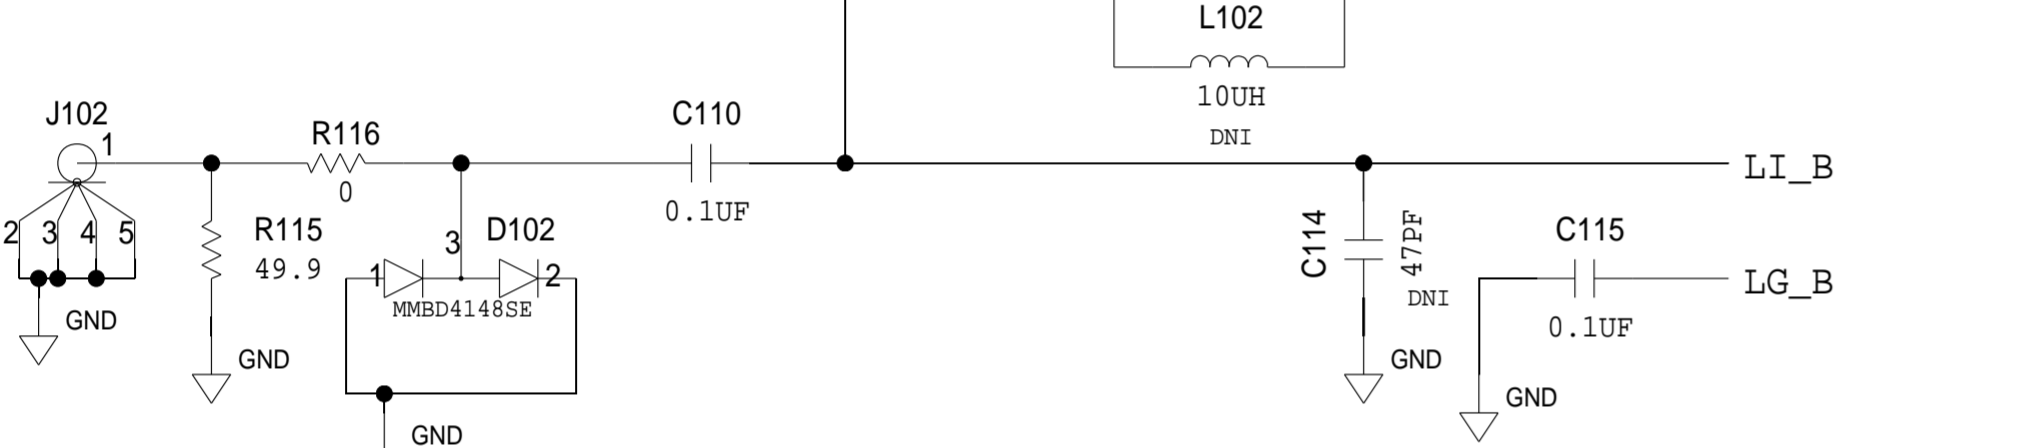 L102
10UH
DNI
J102
1
R116
0
C110
0.1UF
LI_B
2
3
4
5
GND
R115
49.9
GND
3
D102
1
2
MMBD4148SE
GND
C114
47PF
DNI
GND
C115
0.1UF
LG_B
GND